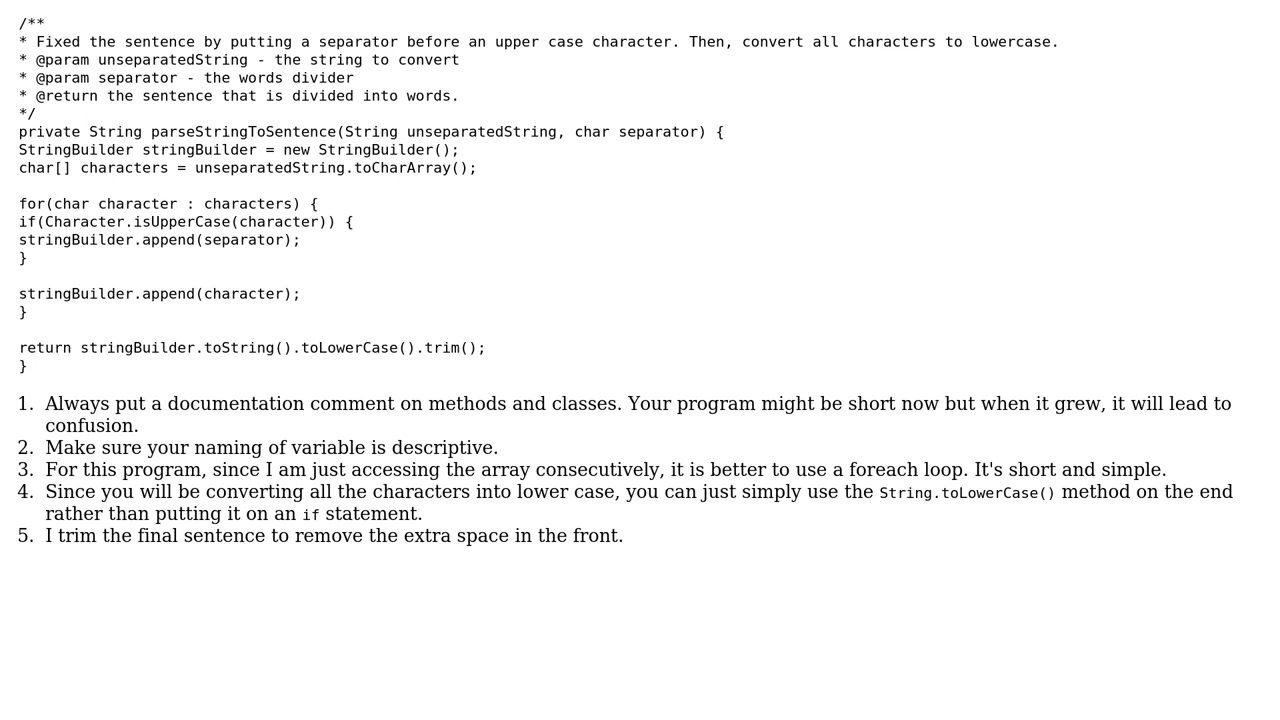 /**
* Fixed the sentence by putting a separator before an upper case character. Then, convert all characters to lowercase.
* @param unseparatedString - the string to convert
* @param separator - the words divider
* @return the sentence that is divided into words.
*/
private String parseStringToSentence(String unseparatedString, char separator) {
StringBuilder stringBuilder = new StringBuilder();
char[] characters = unseparatedString.toCharArray();
for(char character : characters) {
if(Character.isUpperCase(character)) {
stringBuilder.append(separator);
}
stringBuilder.append(character);
}
return stringBuilder.toString().toLowerCase().trim();
}
1. Always put a documentation comment on methods and classes. Your program might be short now but when it grew, it will lead to
confusion.
2. Make sure your naming of variable is descriptive.
3. For this program, since I am just accessing the array consecutively, it is better to use a foreach loop. It's short and simple.
4. Since you will be converting all the characters into lower case, you can just simply use the String.toLowerCase() method on the end
rather than putting it on an if statement.
5. I trim the final sentence to remove the extra space in the front.